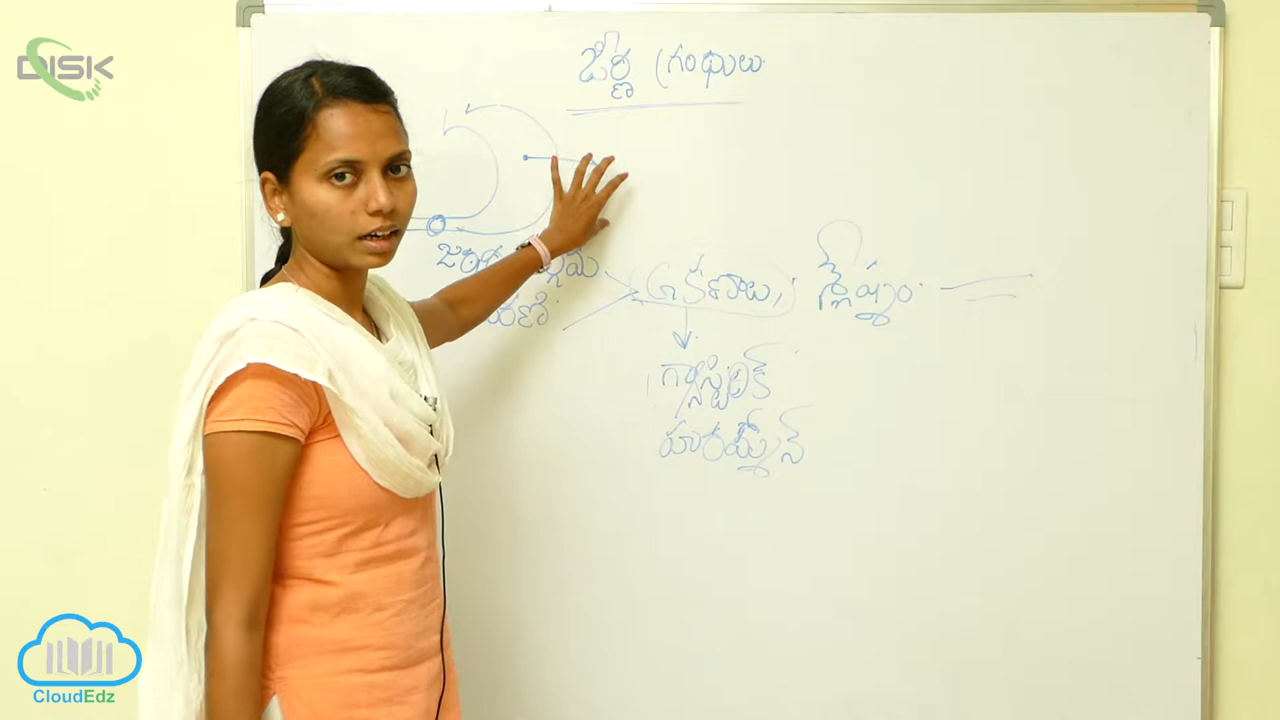 DISK
జీర్ణ గ్రంథులు
G కణాలు, శ్లేష్మం
గ్యాస్ట్రిక్
హార్మోన్
CloudEdz